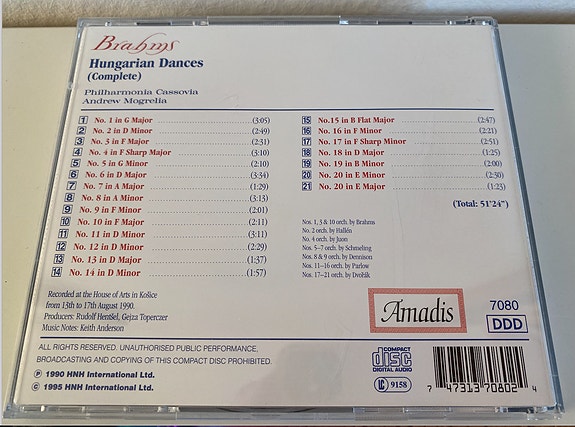 Brahms
Hungarian Dances
(Complete)
Philharmonia Cassovia
Andrew Mogrelia
1 No. 1 in G Major (3:05)
2 No. 2 in D Minor (2:49)
3 No. 3 in F Major (2:31)
4 No. 4 in F Sharp Major (3:10)
5 No. 5 in G Minor (2:10)
6 No. 6 in D Major (3:34)
7 No. 7 in A Major (1:29)
8 No. 8 in A Minor (3:13)
9 No. 9 in F Minor (2:01)
10 No. 10 in F Major (2:11)
11 No. 11 in D Minor (3:11)
12 No. 12 in D Minor (2:29)
13 No. 13 in D Major (1:37)
14 No. 14 in D Minor (1:57)
15 No.15 in B Flat Major (2:47)
16 No. 16 in F Minor (2:21)
17 No. 17 in F Sharp Minor (2:51)
18 No. 18 in D Major (1:25)
19 No. 19 in B Minor (2:00)
20 No. 20 in E Minor (2:30)
21 No. 20 in E Major (1:23)
(Total: 51'24")
Nos. 1, 3 & 10 orch. by Brahms
No. 2 orch. by Hallén
No. 4 orch. by Juon
Nos. 5-7 orch. by Schmeling
Nos. 8 & 9 orch. by Dennison
Nos. 11-16 orch. by Parlow
Nos. 17-21 orch. by Dvořák
Recorded at the House of Arts in Košice
from 13th to 17th August 1990.
Producers: Rudolf Hentšel, Gejza Toperczer
Music Notes: Keith Anderson
Amadis
7080
DDD
ALL RIGHTS RESERVED. UNAUTHORISED PUBLIC PERFORMANCE,
BROADCASTING AND COPYING OF THIS COMPACT DISC PROHIBITED.
℗ 1990 HNH International Ltd.
© 1995 HNH International Ltd.
COMPACT
disc
DIGITAL AUDIO
LC 9158
7 47313 70802 4